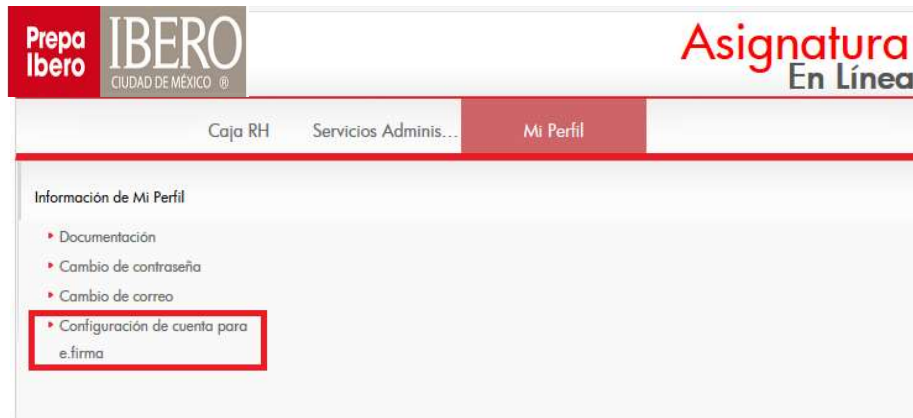 Prepa
Ibero
IBERO
CIUDAD DE MÉXICO ®
Asignatura
En Línea
Caja RH Servicios Adminis... Mi Perfil
Información de Mi Perfil
Documentación
Cambio de contraseña
Cambio de correo
Configuración de cuenta para
e.firma